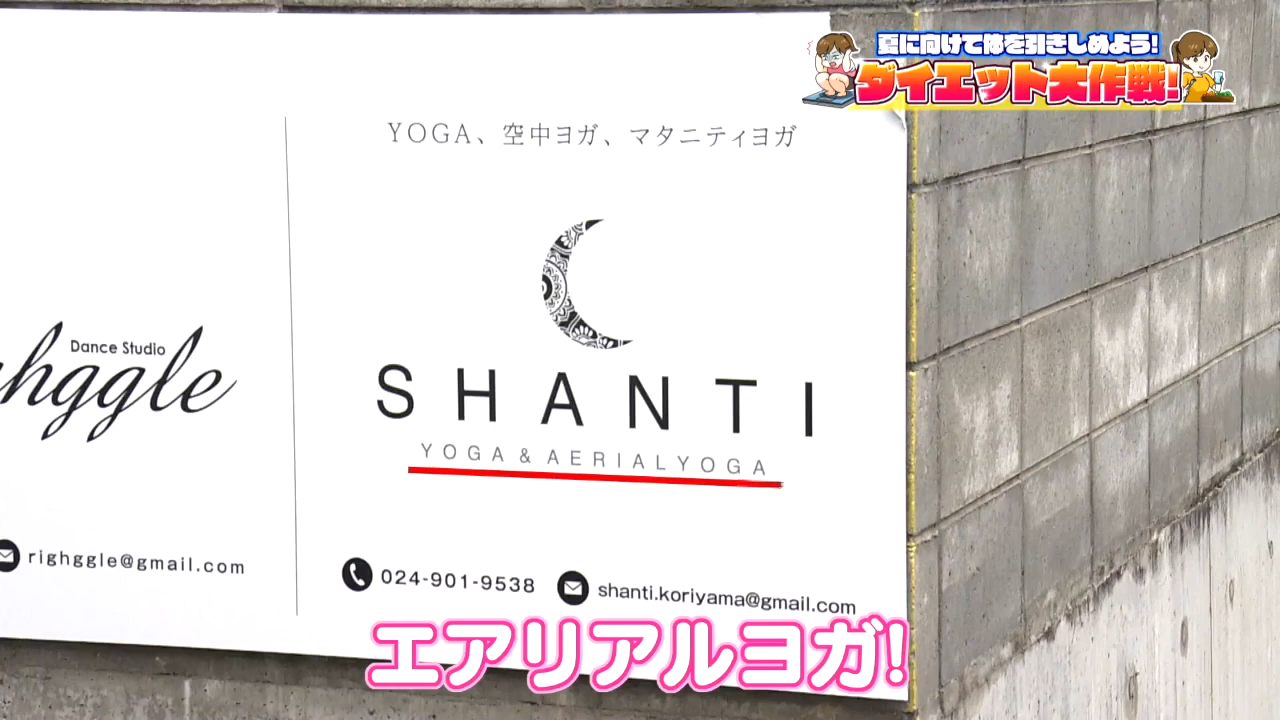 夏に向けて体を引きしめよう!
ダイエット大作戦!
YOGA、空中ヨガ、マタニティヨガ
Dance Studio
hggle
SHANTI
YOGA & AERIALYOGA
righggle@gmail.com
024-901-9538
shanti.koriyama@gmail.com
エアリアルヨガ!